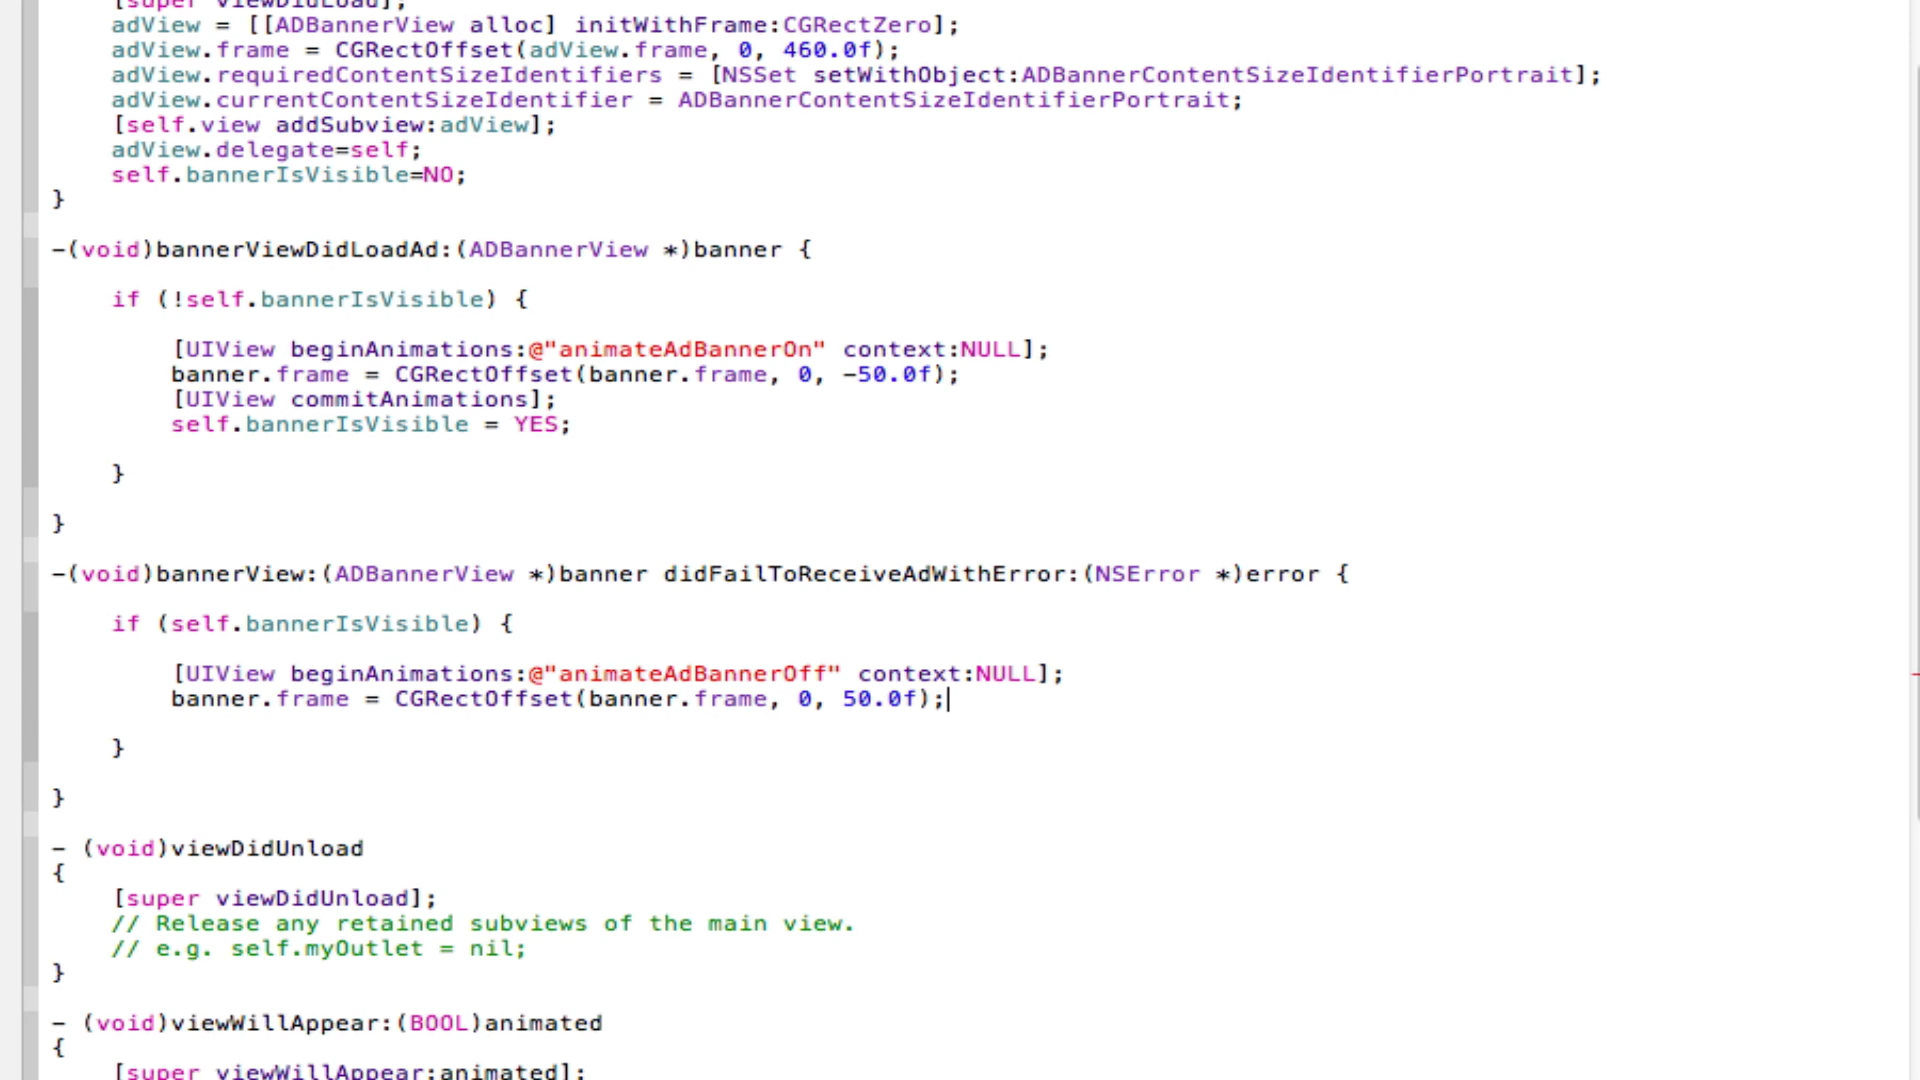 [super viewDidLoad];
adView = [[ADBannerView alloc] initWithFrame:CGRectZero];
adView.frame = CGRectOffset(adView.frame, 0, 460.0f);
adView.requiredContentSizeIdentifiers = [NSSet setWithObject:ADBannerContentSizeIdentifierPortrait];
adView.currentContentSizeIdentifier = ADBannerContentSizeIdentifierPortrait;
[self.view addSubview:adView];
adView.delegate=self;
self.bannerIsVisible=NO;
}
-(void)bannerViewDidLoadAd:(ADBannerView *)banner {
if (!self.bannerIsVisible) {
[UIView beginAnimations:@"animateAdBannerOn" context:NULL];
banner.frame = CGRectOffset(banner.frame, 0, -50.0f);
[UIView commitAnimations];
self.bannerIsVisible = YES;
}
}
-(void)bannerView:(ADBannerView *)banner didFailToReceiveAdWithError:(NSError *)error {
if (self.bannerIsVisible) {
[UIView beginAnimations:@"animateAdBannerOff" context:NULL];
banner.frame = CGRectOffset(banner.frame, 0, 50.0f);
}
}
- (void)viewDidUnload
{
[super viewDidUnload];
// Release any retained subviews of the main view.
// e.g. self.myOutlet = nil;
}
- (void)viewWillAppear:(BOOL)animated
{
[super viewWillAppear:animated];